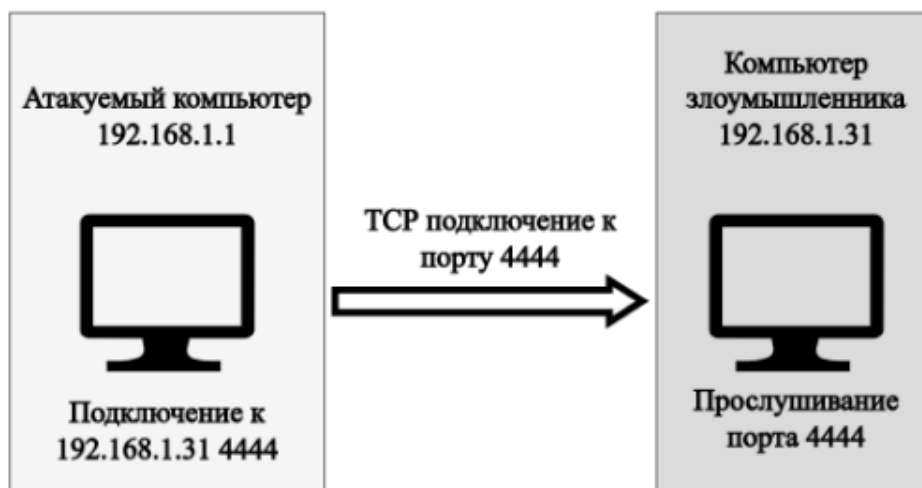 Атакуемый компьютер
192.168.1.1
Подключение к
192.168.1.31 4444
TCP подключение к
порту 4444
Компьютер
злоумышленника
192.168.1.31
Прослушивание
порта 4444